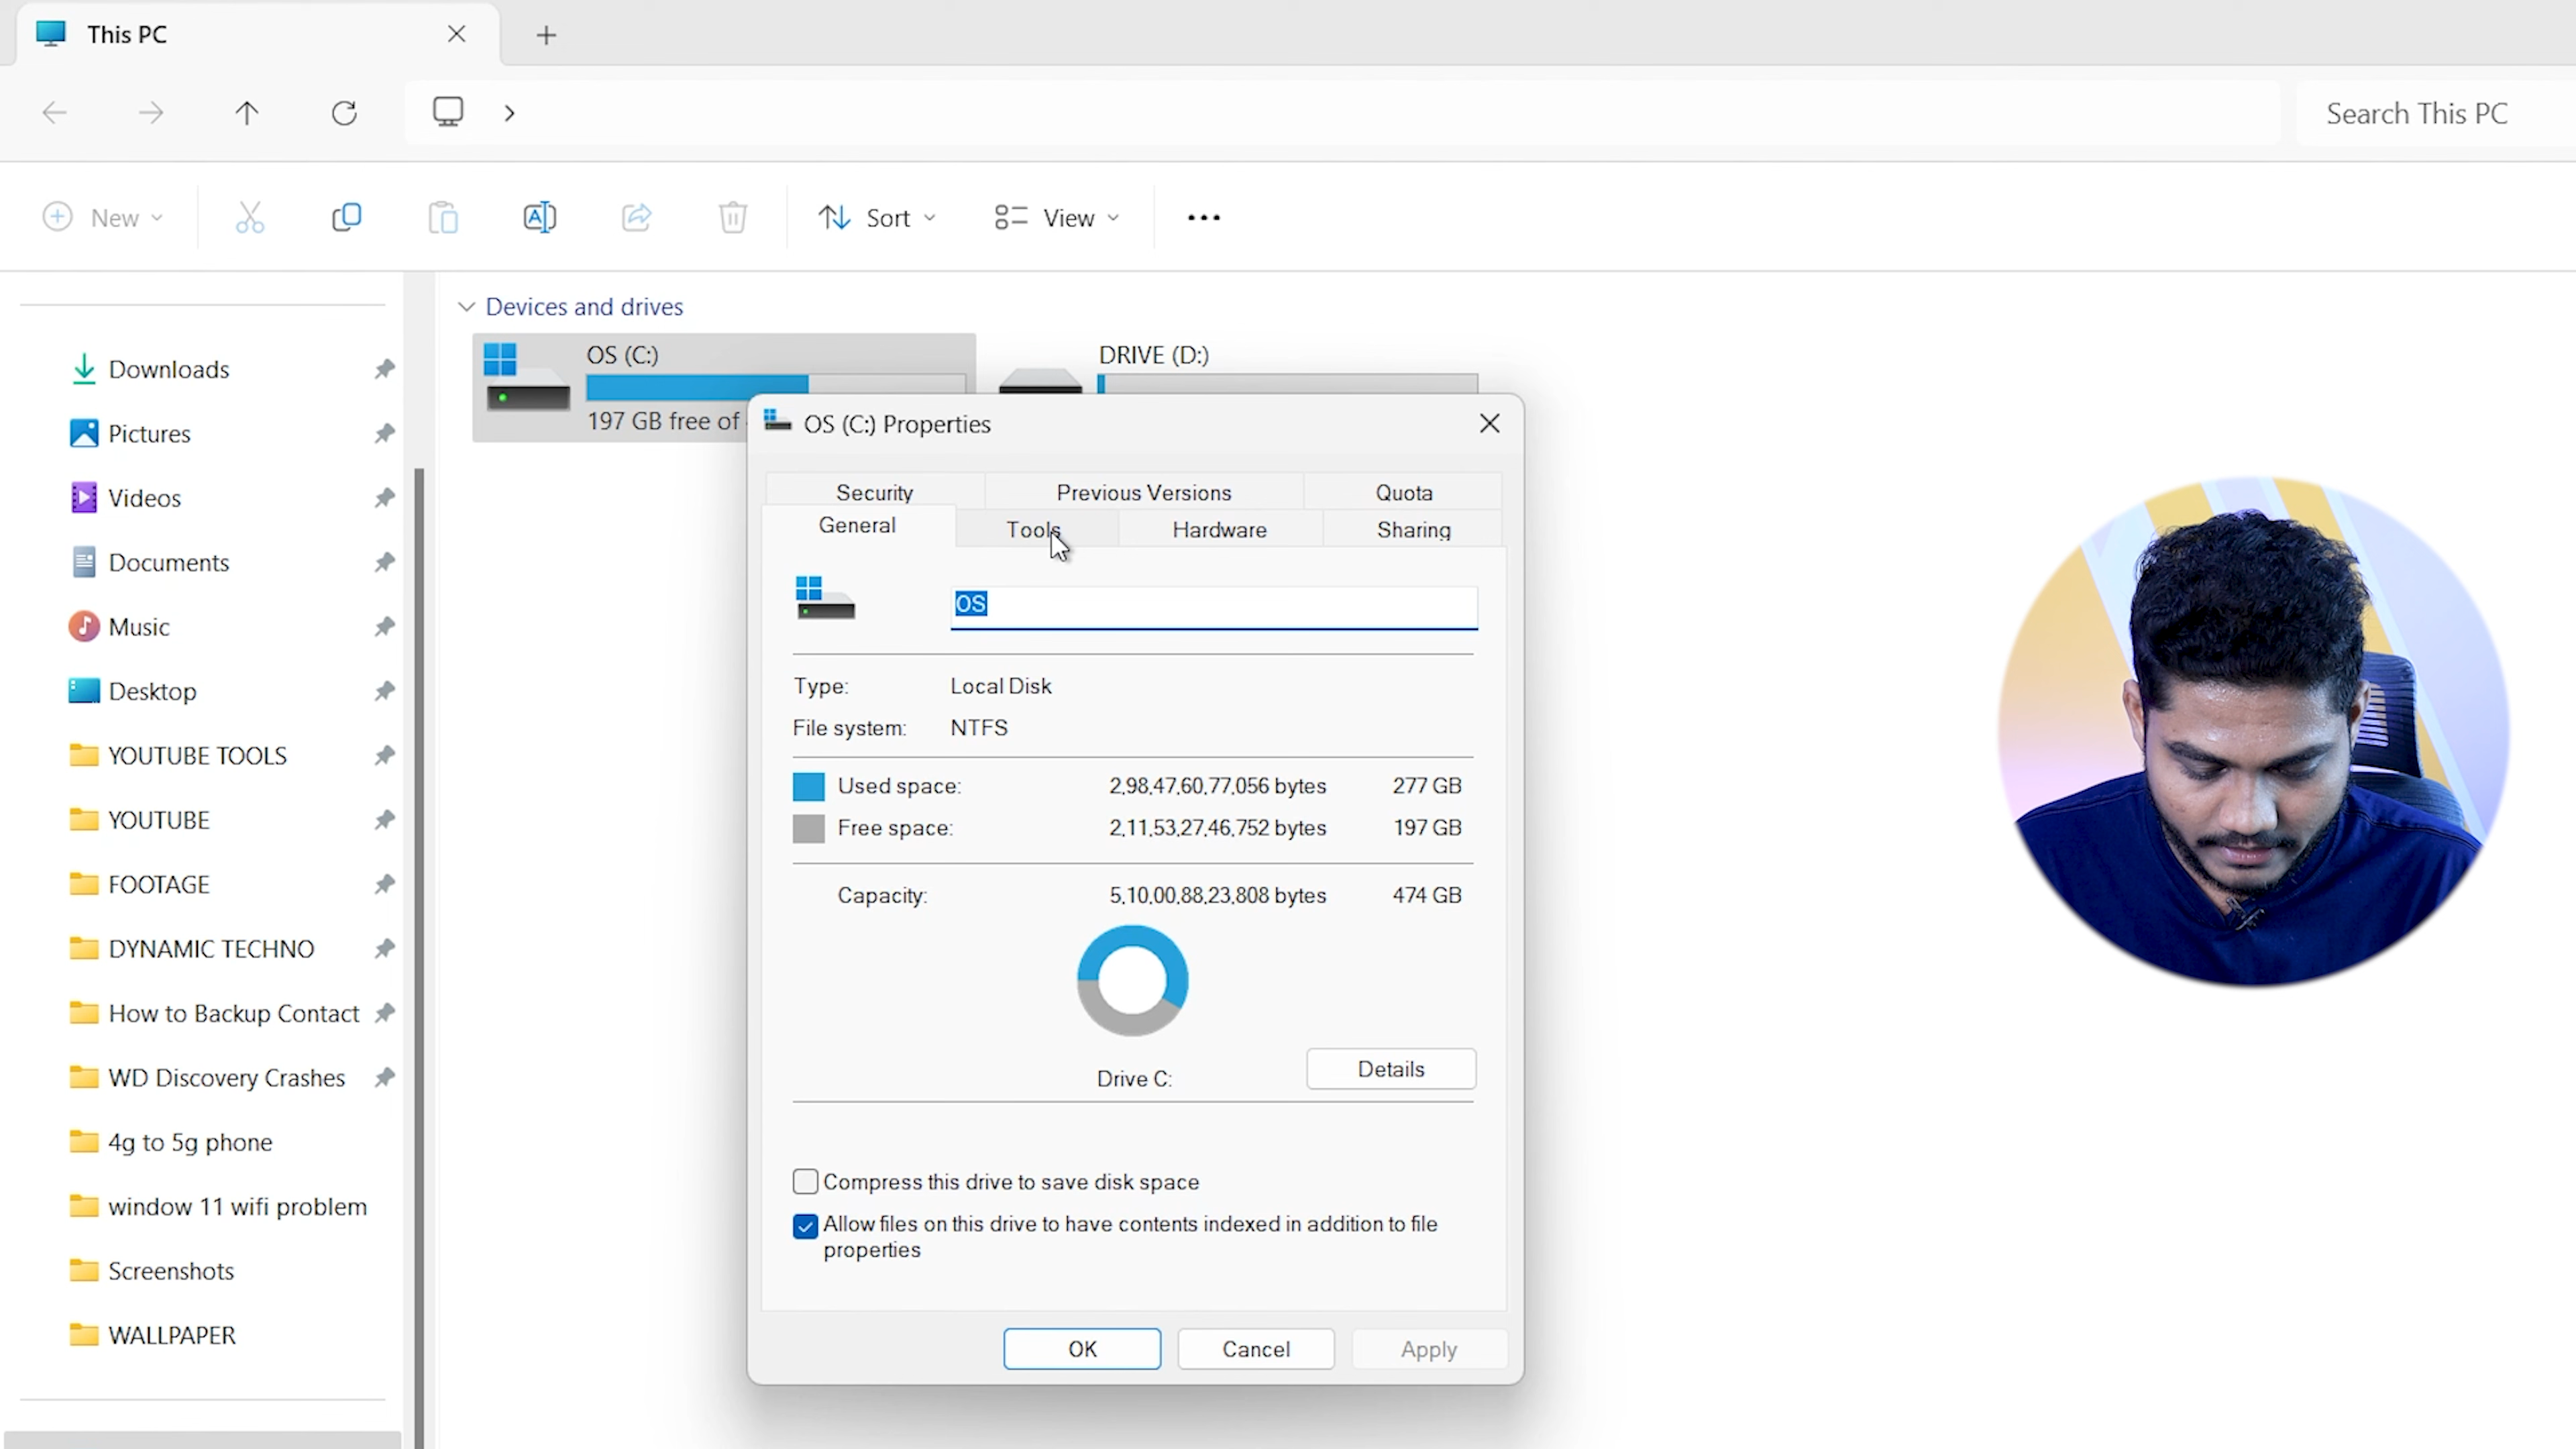 This PC
Search This PC
New
Sort
View
Devices and drives
OS (C:)
197 GB free of
DRIVE (D:)
Downloads
Pictures
Videos
Documents
Music
Desktop
YOUTUBE TOOLS
YOUTUBE
FOOTAGE
DYNAMIC TECHNO
How to Backup Contact
WD Discovery Crashes
4g to 5g phone
window 11 wifi problem
Screenshots
WALLPAPER
OS (C:) Properties
Security Previous Versions Quota
General Tools Hardware Sharing
OS
Type: Local Disk
File system: NTFS
Used space: 2,98,47,60,77,056 bytes 277 GB
Free space: 2,11,53,27,46,752 bytes 197 GB
Capacity: 5,10,00,88,23,808 bytes 474 GB
Drive C:
Details
Compress this drive to save disk space
Allow files on this drive to have contents indexed in addition to file
properties
OK Cancel Apply